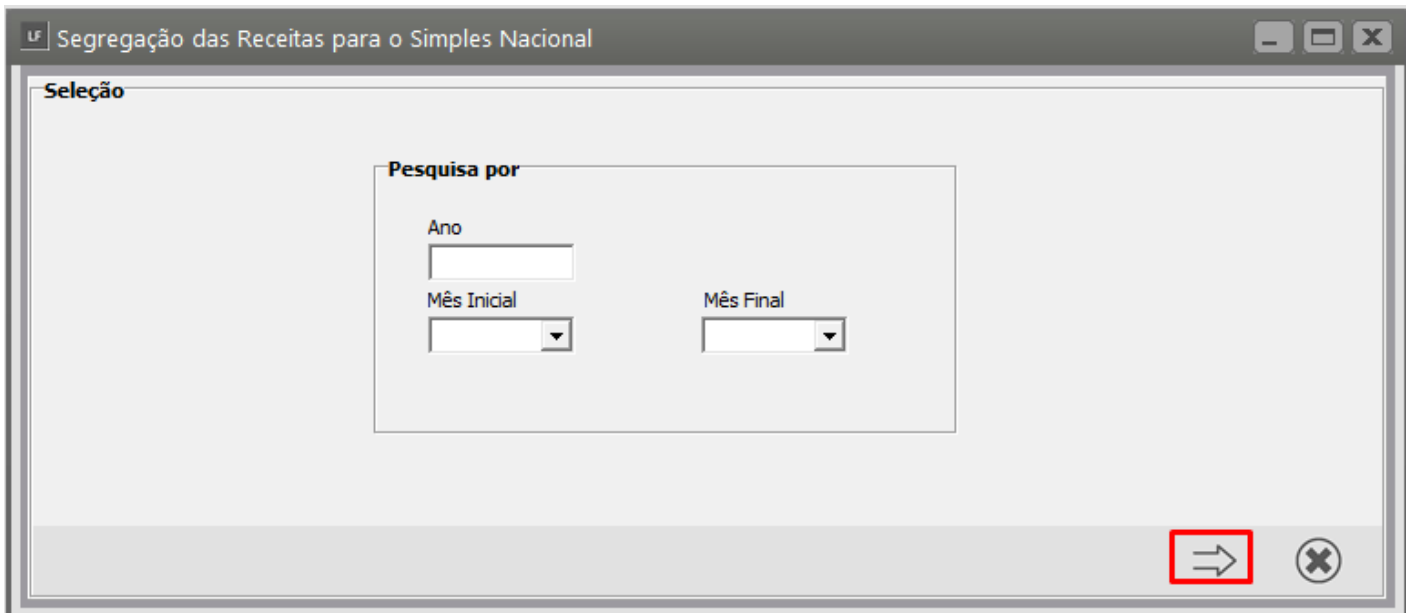 LF Segregação das Receitas para o Simples Nacional
Seleção
Pesquisa por
Ano
Mês Inicial Mês Final